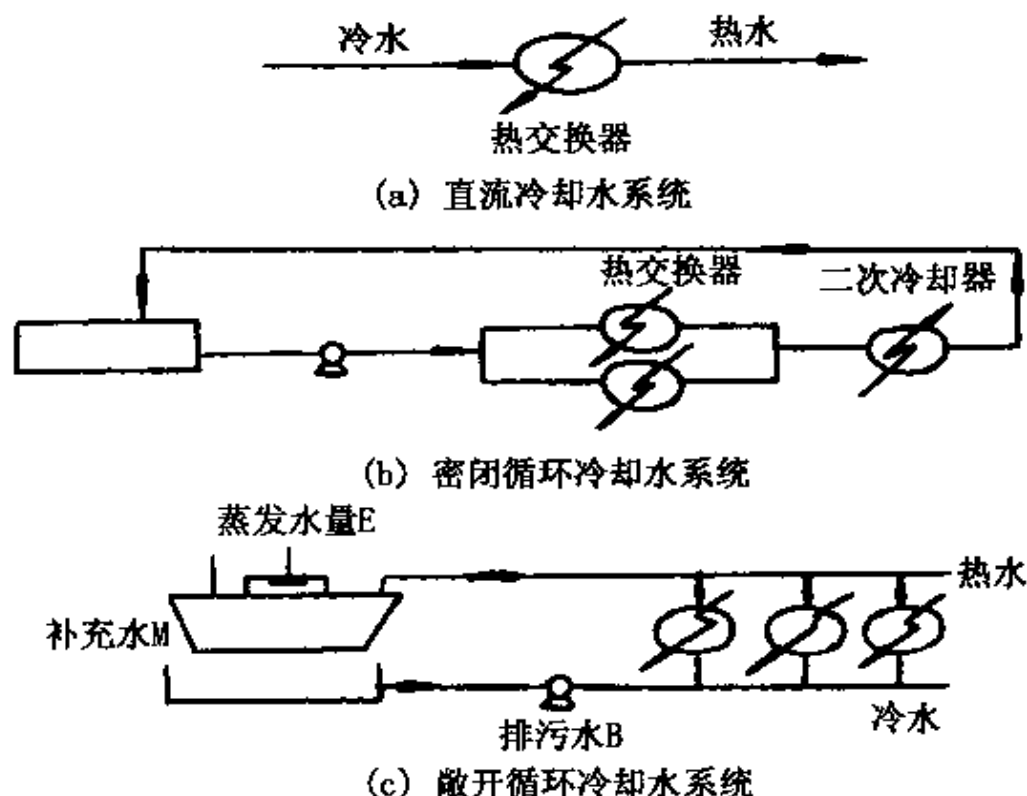 冷水
热水
热交换器
(a) 直流冷却水系统
热交换器
二次冷却器
(b) 密闭循环冷却水系统
蒸发水量E
热水
补充水M
冷水
排污水B
(c) 敞开循环冷却水系统